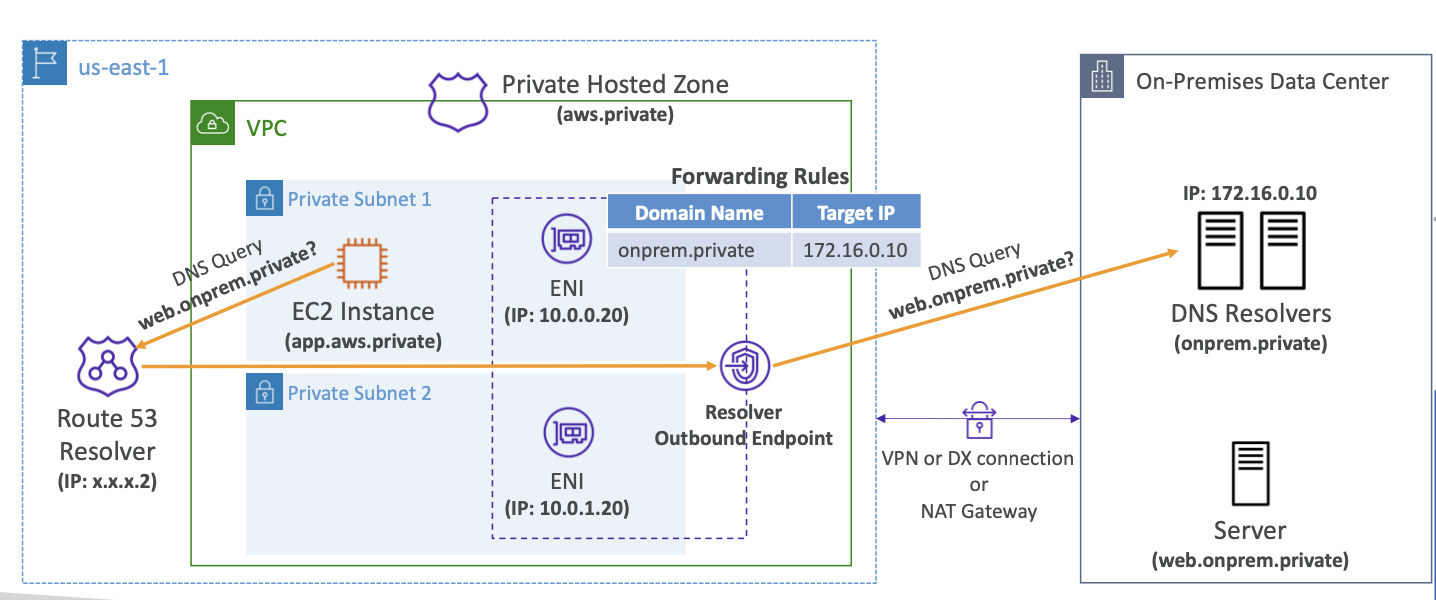 us-east-1
Private Hosted Zone
(aws.private)
On-Premises Data Center
VPC
Forwarding Rules
Domain Name Target IP
onprem.private 172.16.0.10
Private Subnet 1
DNS Query
web.onprem.private?
EC2 Instance
(app.aws.private)
ENI
(IP: 10.0.0.20)
DNS Query
web.onprem.private?
IP: 172.16.0.10
DNS Resolvers
(onprem.private)
Route 53
Resolver
(IP: x.x.x.2)
Private Subnet 2
ENI
(IP: 10.0.1.20)
Resolver
Outbound Endpoint
VPN or DX connection
or
NAT Gateway
Server
(web.onprem.private)